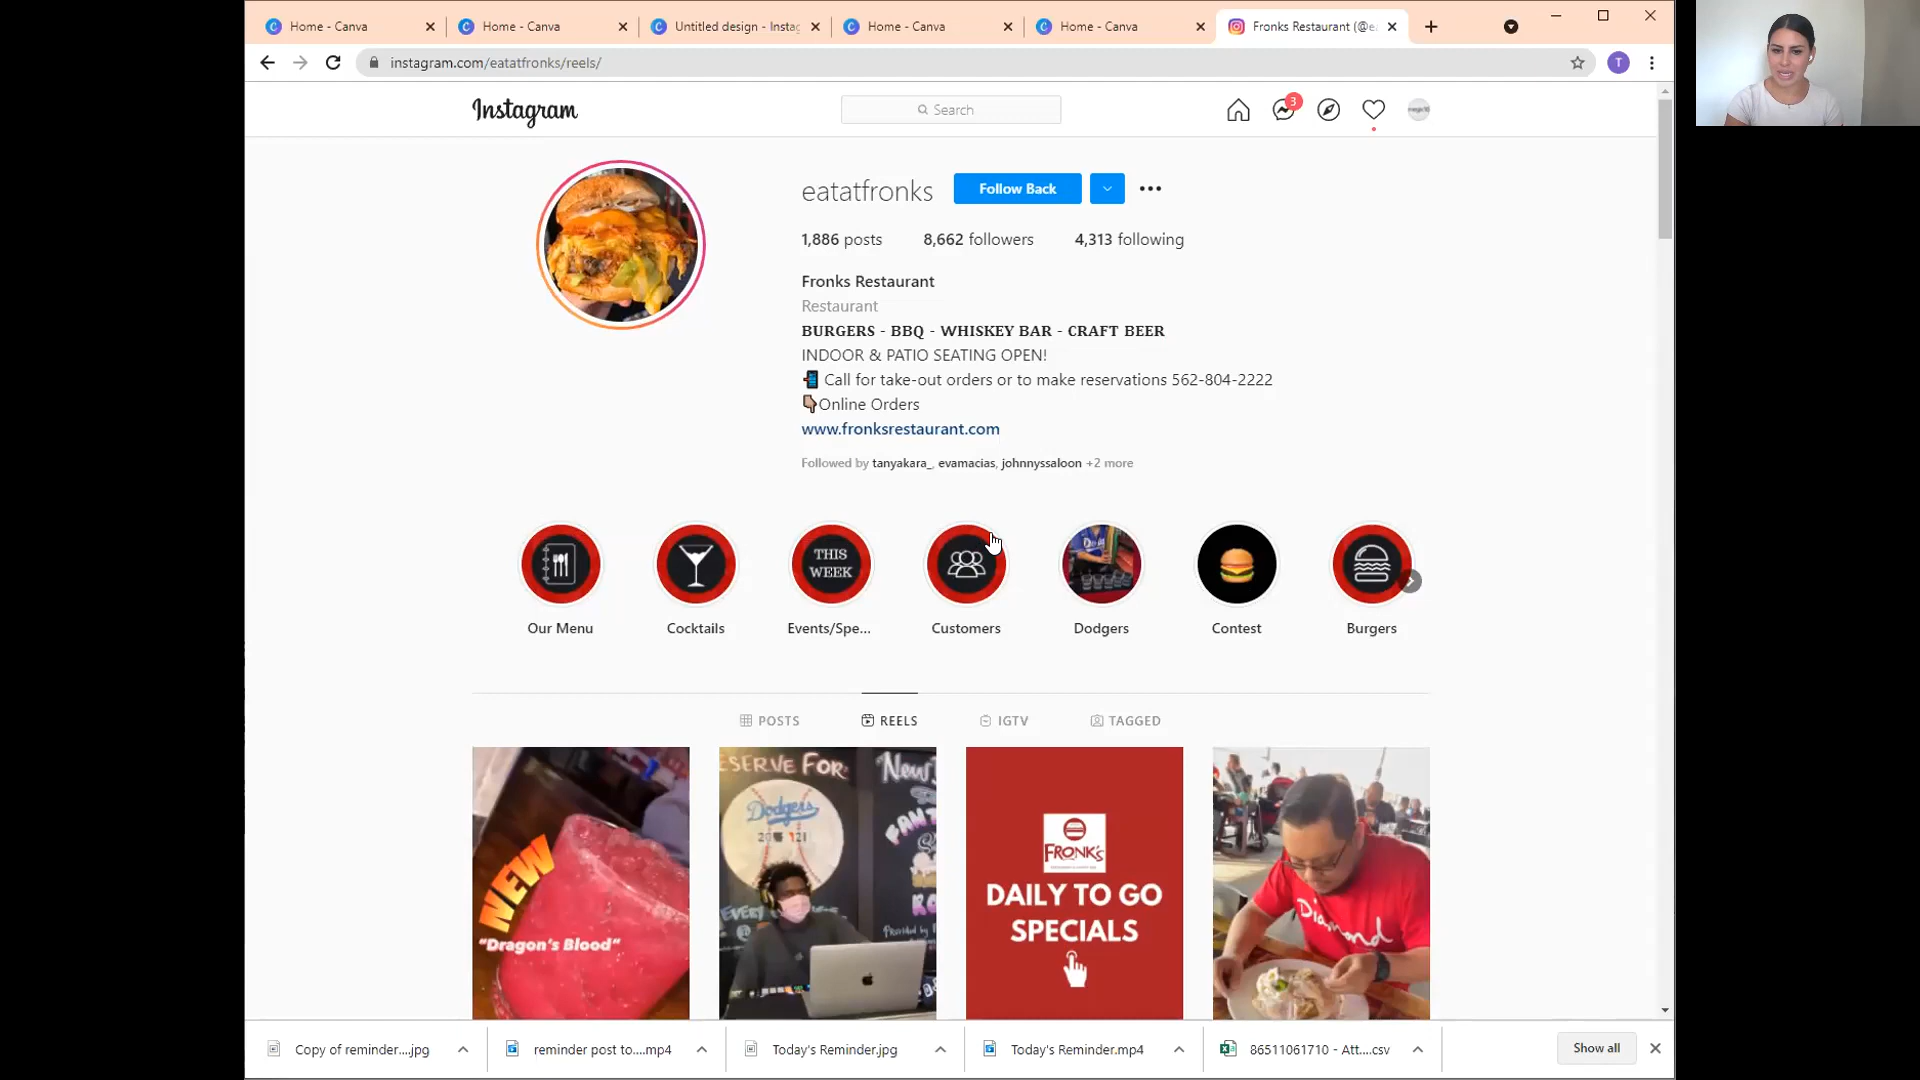 Home - Canva
Home - Canva
Untitled design - Instag
Home - Canva
Home - Canva
Fronks Restaurant (@ea
instagram.com/eatatfronks/reels/
T
Instagram
Search
3
eatatfronks
Follow Back
1,886 posts 8,662 followers 4,313 following
Fronks Restaurant
Restaurant
BURGERS - BBQ - WHISKEY BAR - CRAFT BEER
INDOOR & PATIO SEATING OPEN!
📲 Call for take-out orders or to make reservations 562-804-2222
👇🏽Online Orders
www.fronksrestaurant.com
Followed by tanyakara_, evamacias, johnnyssaloon +2 more
THIS
WEEK
Our Menu
Cocktails
Events/Spe...
Customers
Dodgers
Contest
Burgers
POSTS
REELS
IGTV
TAGGED
NEW
"Dragon's Blood"
New
Dodgers
FRONK'S
DAILY TO GO
SPECIALS
Diamond
Copy of reminder....jpg
reminder post to....mp4
Today's Reminder.jpg
Today's Reminder.mp4
86511061710 - Att....csv
Show all